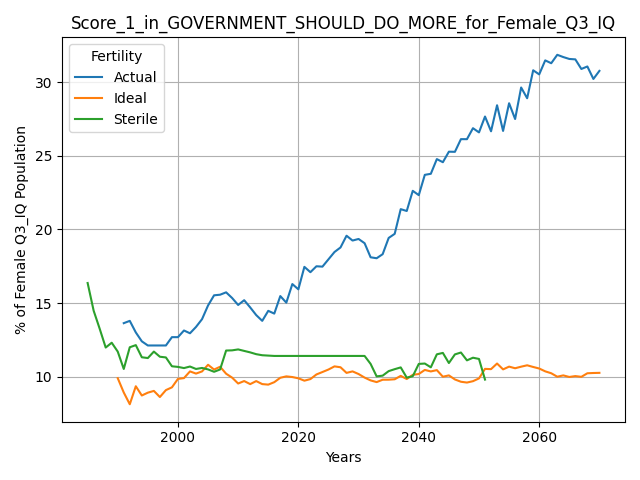 Score_1_in_GOVERNMENT_SHOULD_DO_MORE_for_Female_Q3_IQ
Fertility
Actual
Ideal
Sterile
% of Female Q3_IQ Population
30
25
20
15
10
2000
2020
2040
2060
Years